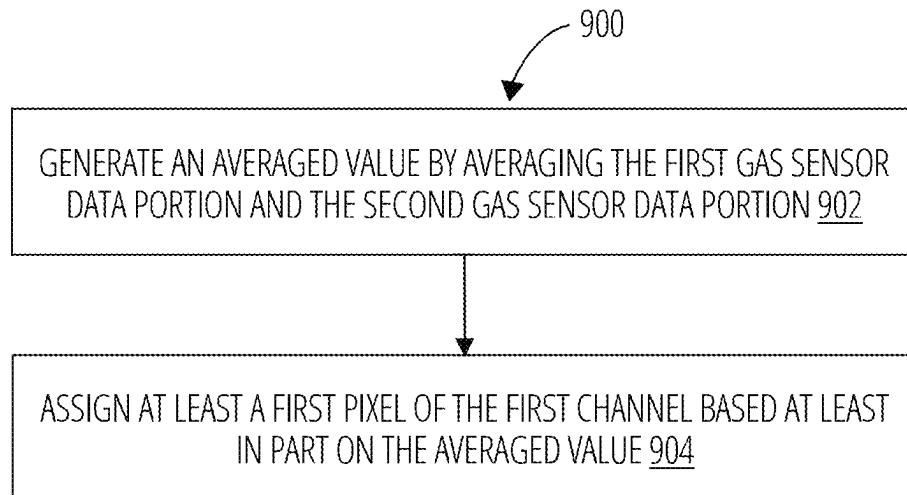 900
GENERATE AN AVERAGED VALUE BY AVERAGING THE FIRST GAS SENSOR
DATA PORTION AND THE SECOND GAS SENSOR DATA PORTION 902
ASSIGN AT LEAST A FIRST PIXEL OF THE FIRST CHANNEL BASED AT LEAST
IN PART ON THE AVERAGED VALUE 904